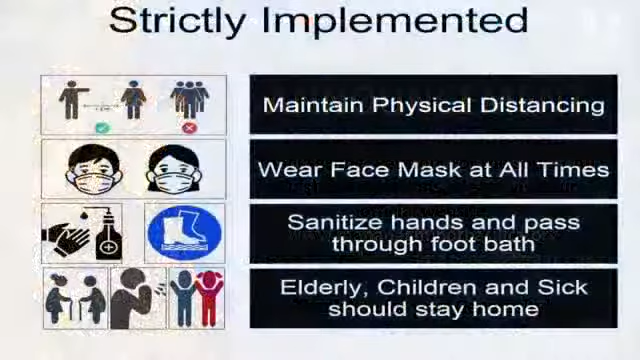 Strictly Implemented
Maintain Physical Distancing
Wear Face Mask at All Times
Sanitize hands and pass
through foot bath
Elderly, Children and Sick
should stay home